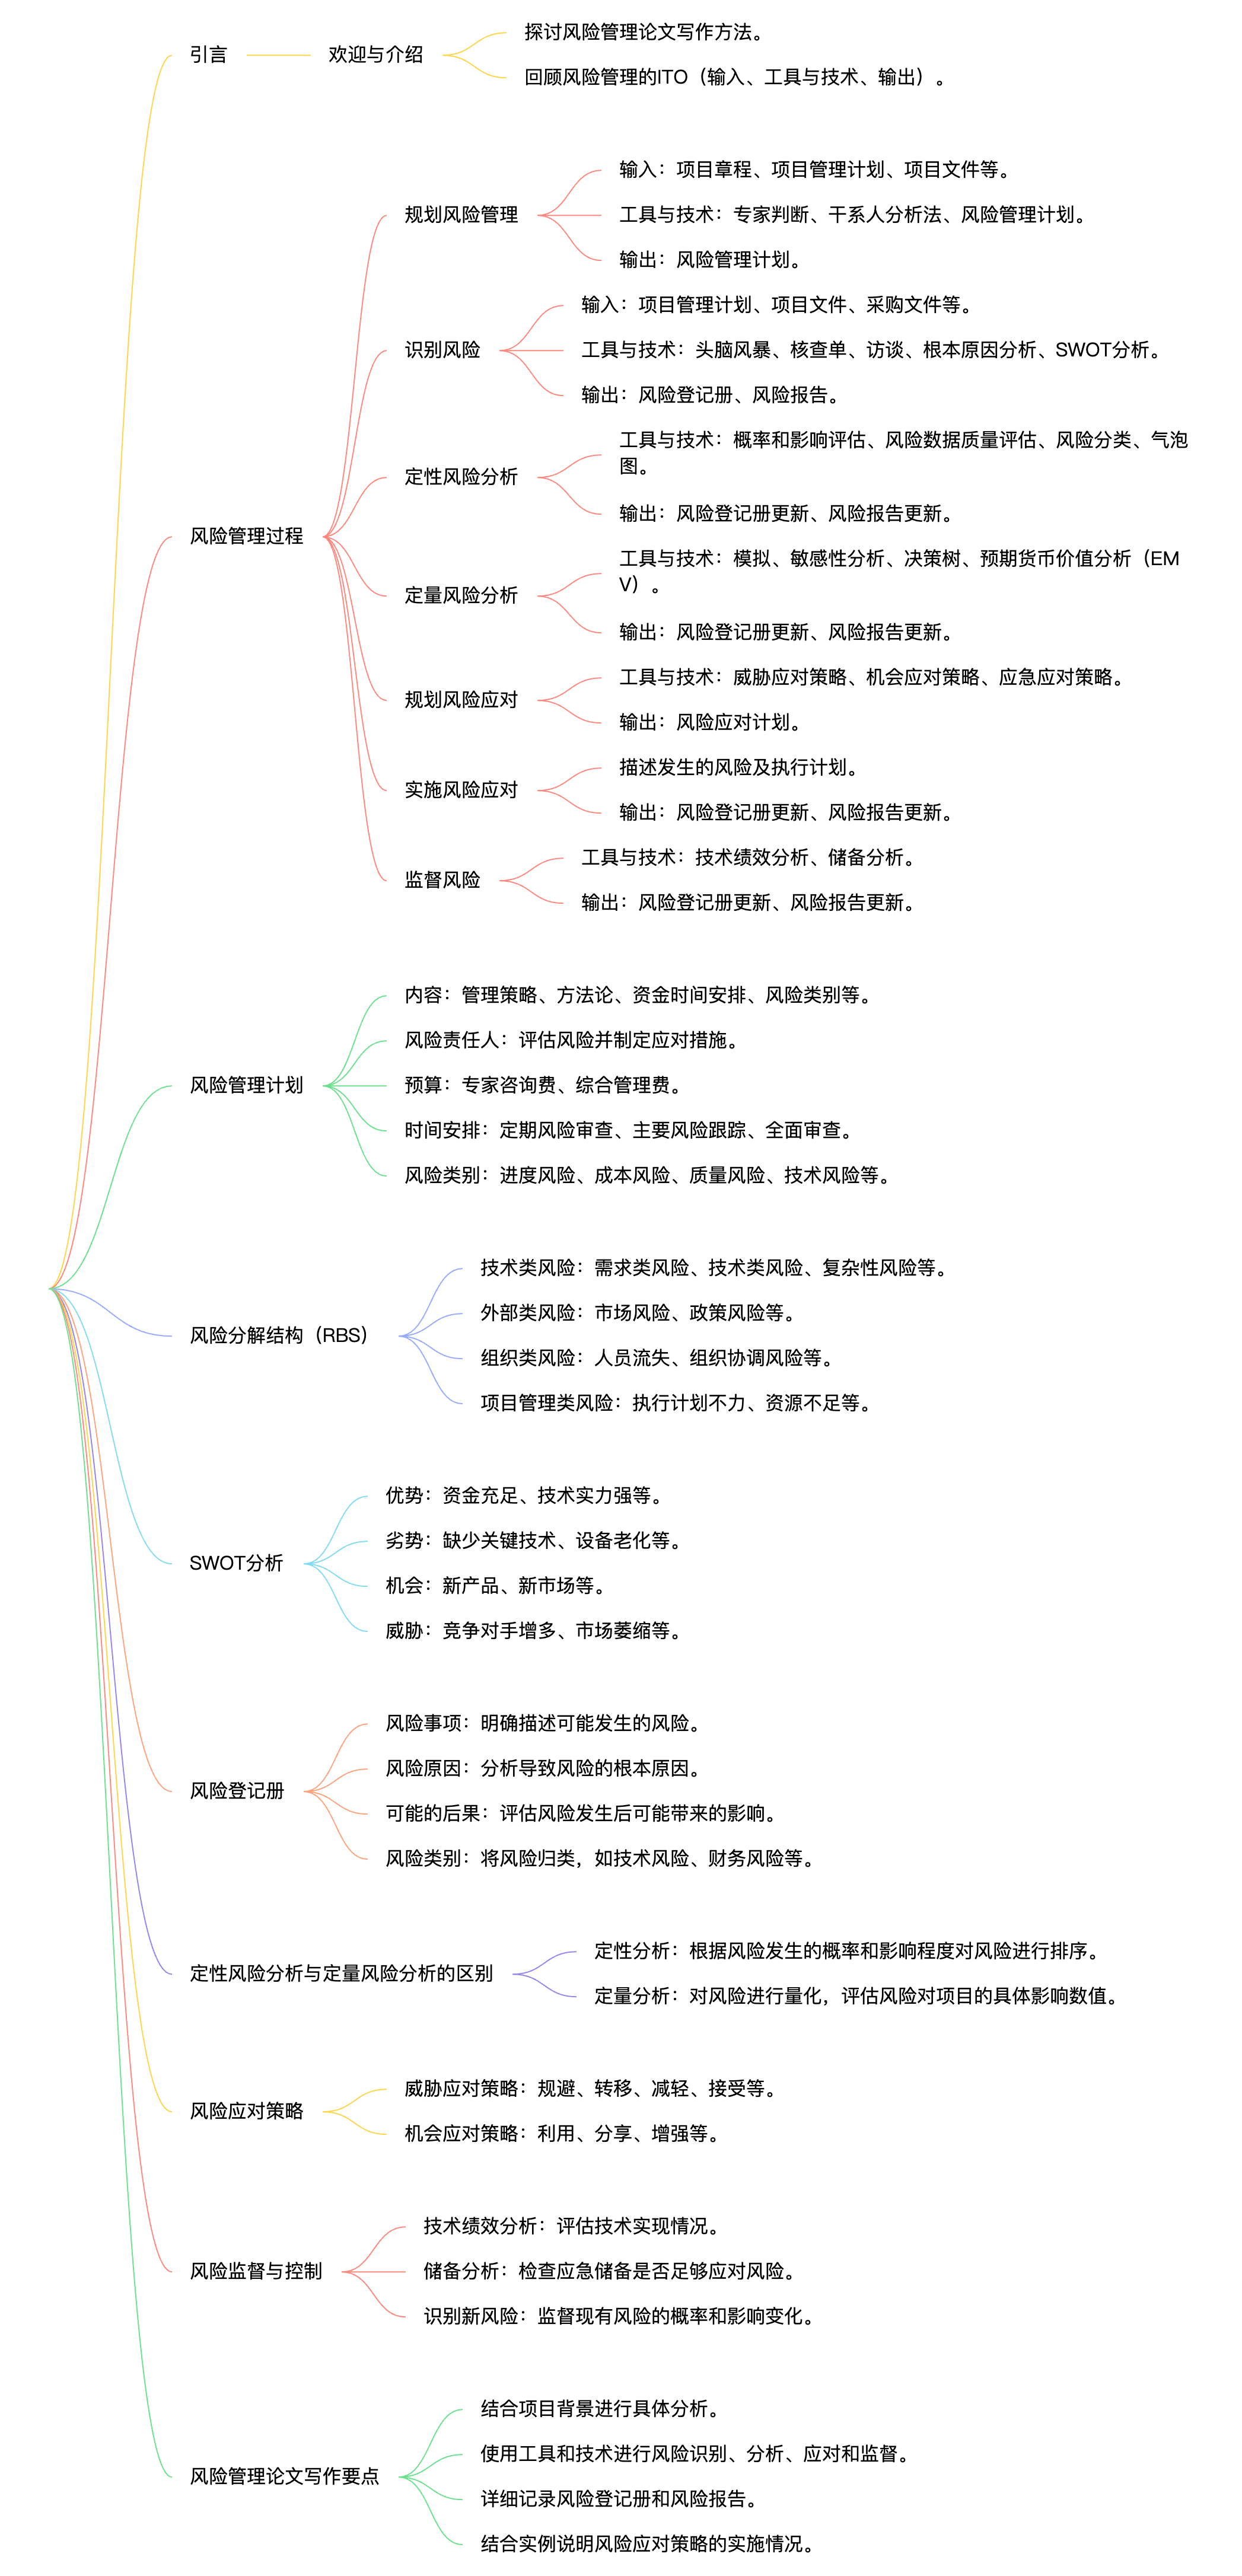 引言
欢迎与介绍
探讨风险管理论文写作方法。
回顾风险管理的ITO（输入、工具与技术、输出）。
风险管理过程
规划风险管理
输入：项目章程、项目管理计划、项目文件等。
工具与技术：专家判断、干系人分析法、风险管理计划。
输出：风险管理计划。
识别风险
输入：项目管理计划、项目文件、采购文件等。
工具与技术：头脑风暴、核查单、访谈、根本原因分析、SWOT分析。
输出：风险登记册、风险报告。
定性风险分析
工具与技术：概率和影响评估、风险数据质量评估、风险分类、气泡
图。
输出：风险登记册更新、风险报告更新。
定量风险分析
工具与技术：模拟、敏感性分析、决策树、预期货币价值分析（EM
V）。
输出：风险登记册更新、风险报告更新。
规划风险应对
工具与技术：威胁应对策略、机会应对策略、应急应对策略。
输出：风险应对计划。
实施风险应对
描述发生的风险及执行计划。
输出：风险登记册更新、风险报告更新。
监督风险
工具与技术：技术绩效分析、储备分析。
输出：风险登记册更新、风险报告更新。
风险管理计划
内容：管理策略、方法论、资金时间安排、风险类别等。
风险责任人：评估风险并制定应对措施。
预算：专家咨询费、综合管理费。
时间安排：定期风险审查、主要风险跟踪、全面审查。
风险类别：进度风险、成本风险、质量风险、技术风险等。
风险分解结构（RBS）
技术类风险：需求类风险、技术类风险、复杂性风险等。
外部类风险：市场风险、政策风险等。
组织类风险：人员流失、组织协调风险等。
项目管理类风险：执行计划不力、资源不足等。
SWOT分析
优势：资金充足、技术实力强等。
劣势：缺少关键技术、设备老化等。
机会：新产品、新市场等。
威胁：竞争对手增多、市场萎缩等。
风险登记册
风险事项：明确描述可能发生的风险。
风险原因：分析导致风险的根本原因。
可能的后果：评估风险发生后可能带来的影响。
风险类别：将风险归类，如技术风险、财务风险等。
定性风险分析与定量风险分析的区别
定性分析：根据风险发生的概率和影响程度对风险进行排序。
定量分析：对风险进行量化，评估风险对项目的具体影响数值。
风险应对策略
威胁应对策略：规避、转移、减轻、接受等。
机会应对策略：利用、分享、增强等。
风险监督与控制
技术绩效分析：评估技术实现情况。
储备分析：检查应急储备是否足够应对风险。
识别新风险：监督现有风险的概率和影响变化。
风险管理论文写作要点
结合项目背景进行具体分析。
使用工具和技术进行风险识别、分析、应对和监督。
详细记录风险登记册和风险报告。
结合实例说明风险应对策略的实施情况。